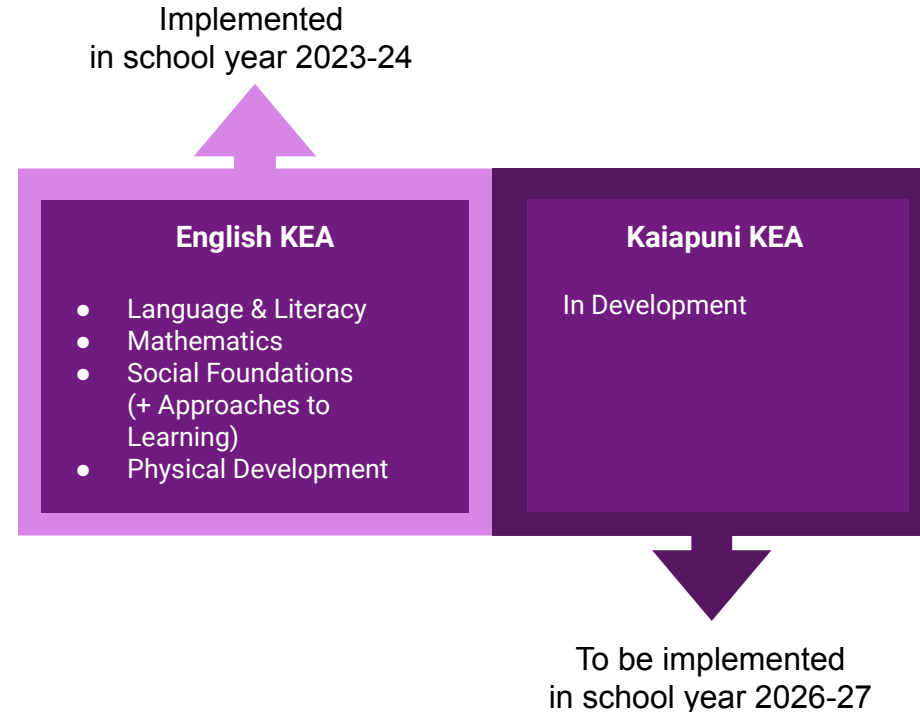 Implemented
in school year 2023-24
English KEA
● Language & Literacy
● Mathematics
● Social Foundations
(+ Approaches to
Learning)
● Physical Development
Kaiapuni KEA
In Development
To be implemented
in school year 2026-27